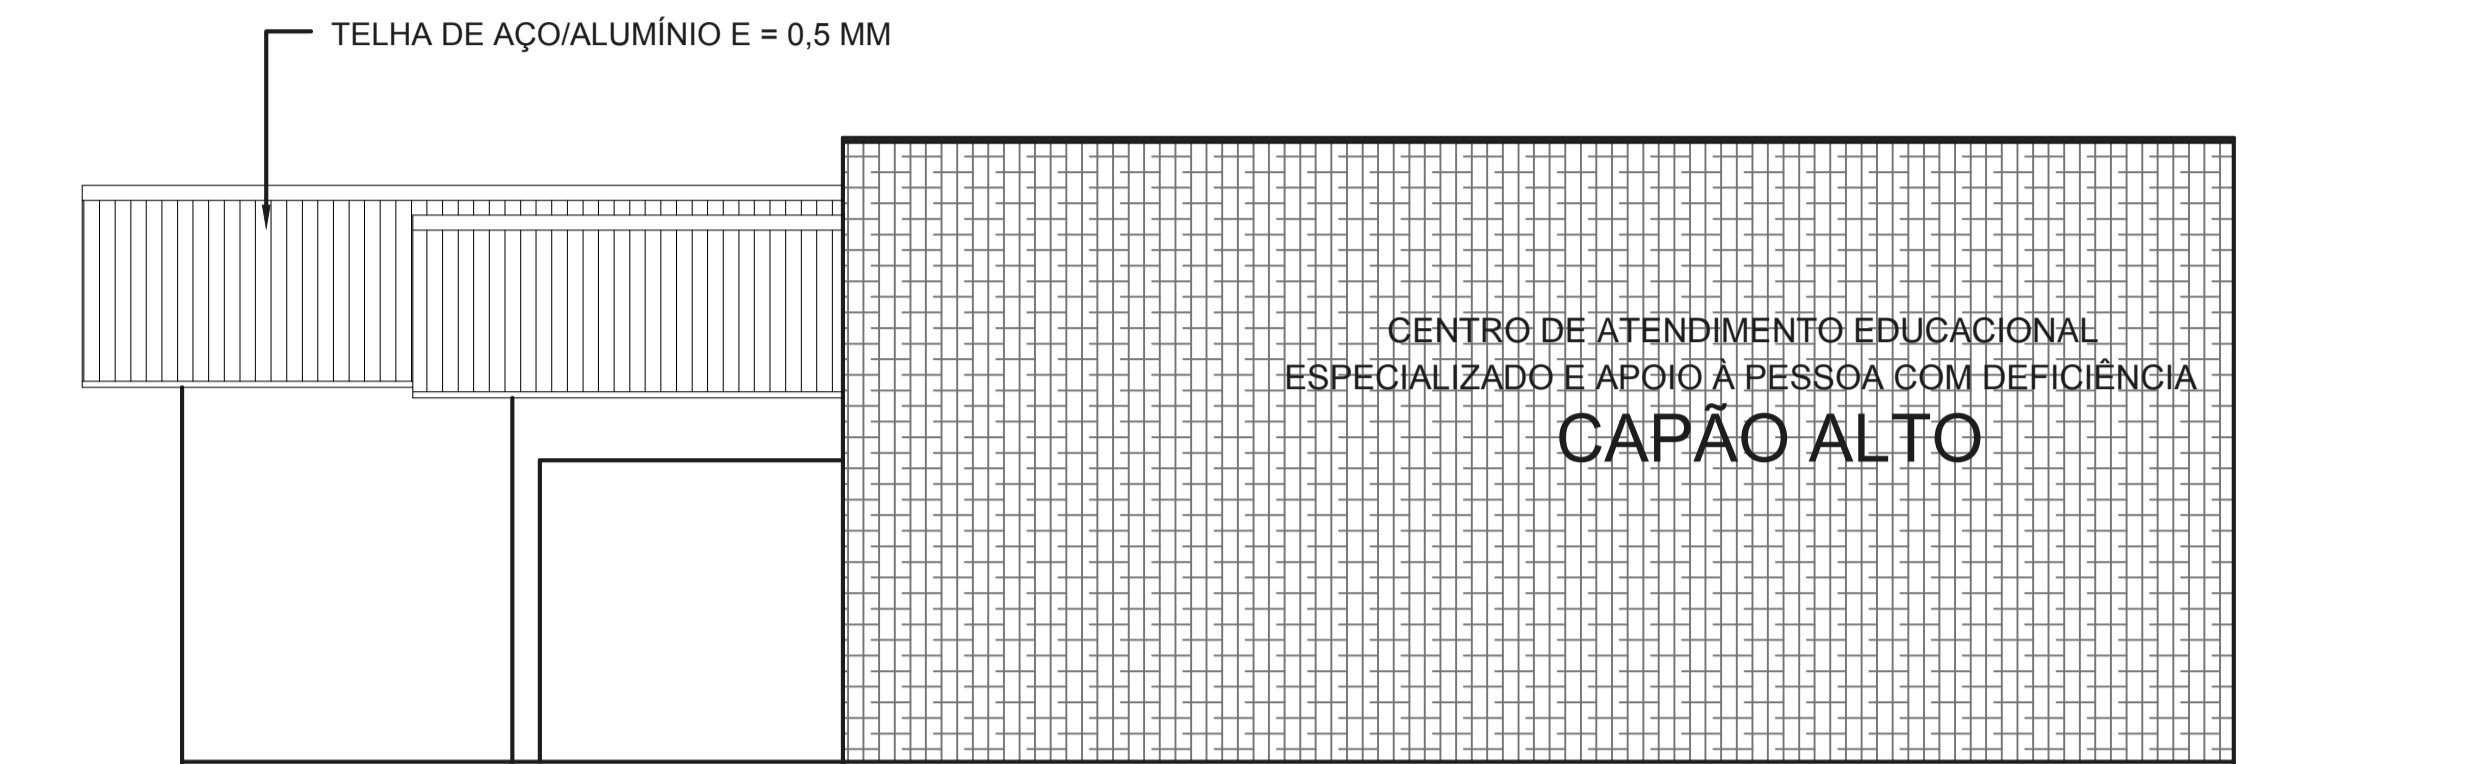 TELHA DE AÇO/ALUMÍNIO E = 0,5 MM
CENTRO DE ATENDIMENTO EDUCACIONAL
ESPECIALIZADO E APOIO À PESSOA COM DEFICIÊNCIA
CAPÃO ALTO